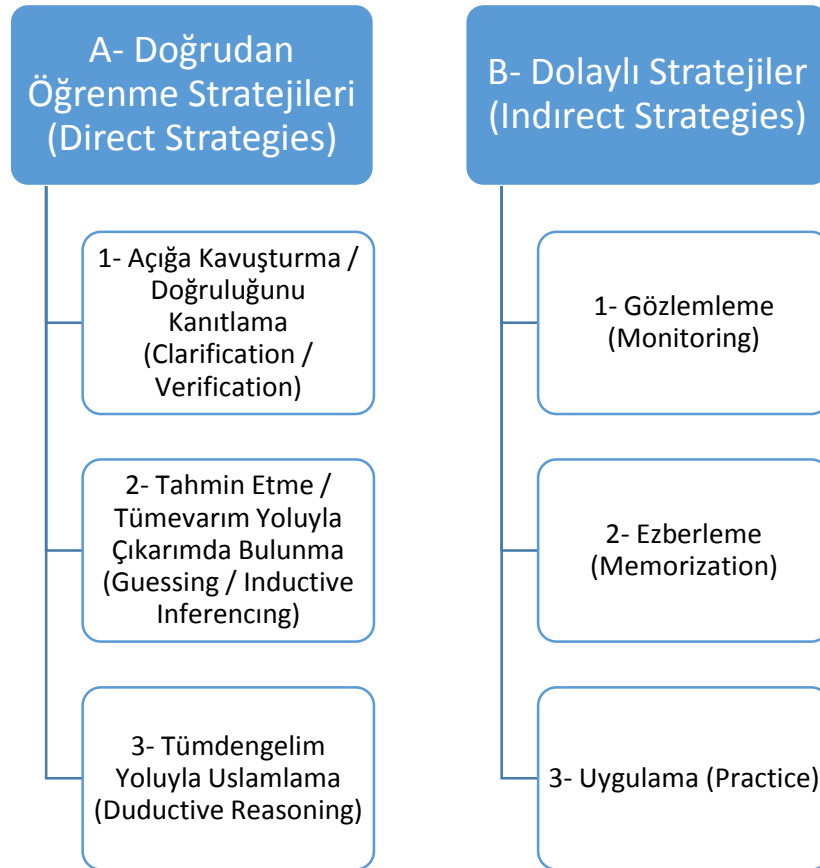 A- Doğrudan
Öğrenme Stratejileri
(Direct Strategies)
1- Açığa Kavuşturma /
Doğruluğunu
Kanıtlama
(Clarification /
Verification)
2- Tahmin Etme /
Tümevarım Yoluyla
Çıkarımda Bulunma
(Guessing / Inductive
Inferencıng)
3- Tümdengelim
Yoluyla Uslamlama
(Duductive Reasoning)
B- Dolaylı Stratejiler
(Indırect Strategies)
1- Gözlemleme
(Monitoring)
2- Ezberleme
(Memorization)
3- Uygulama (Practice)